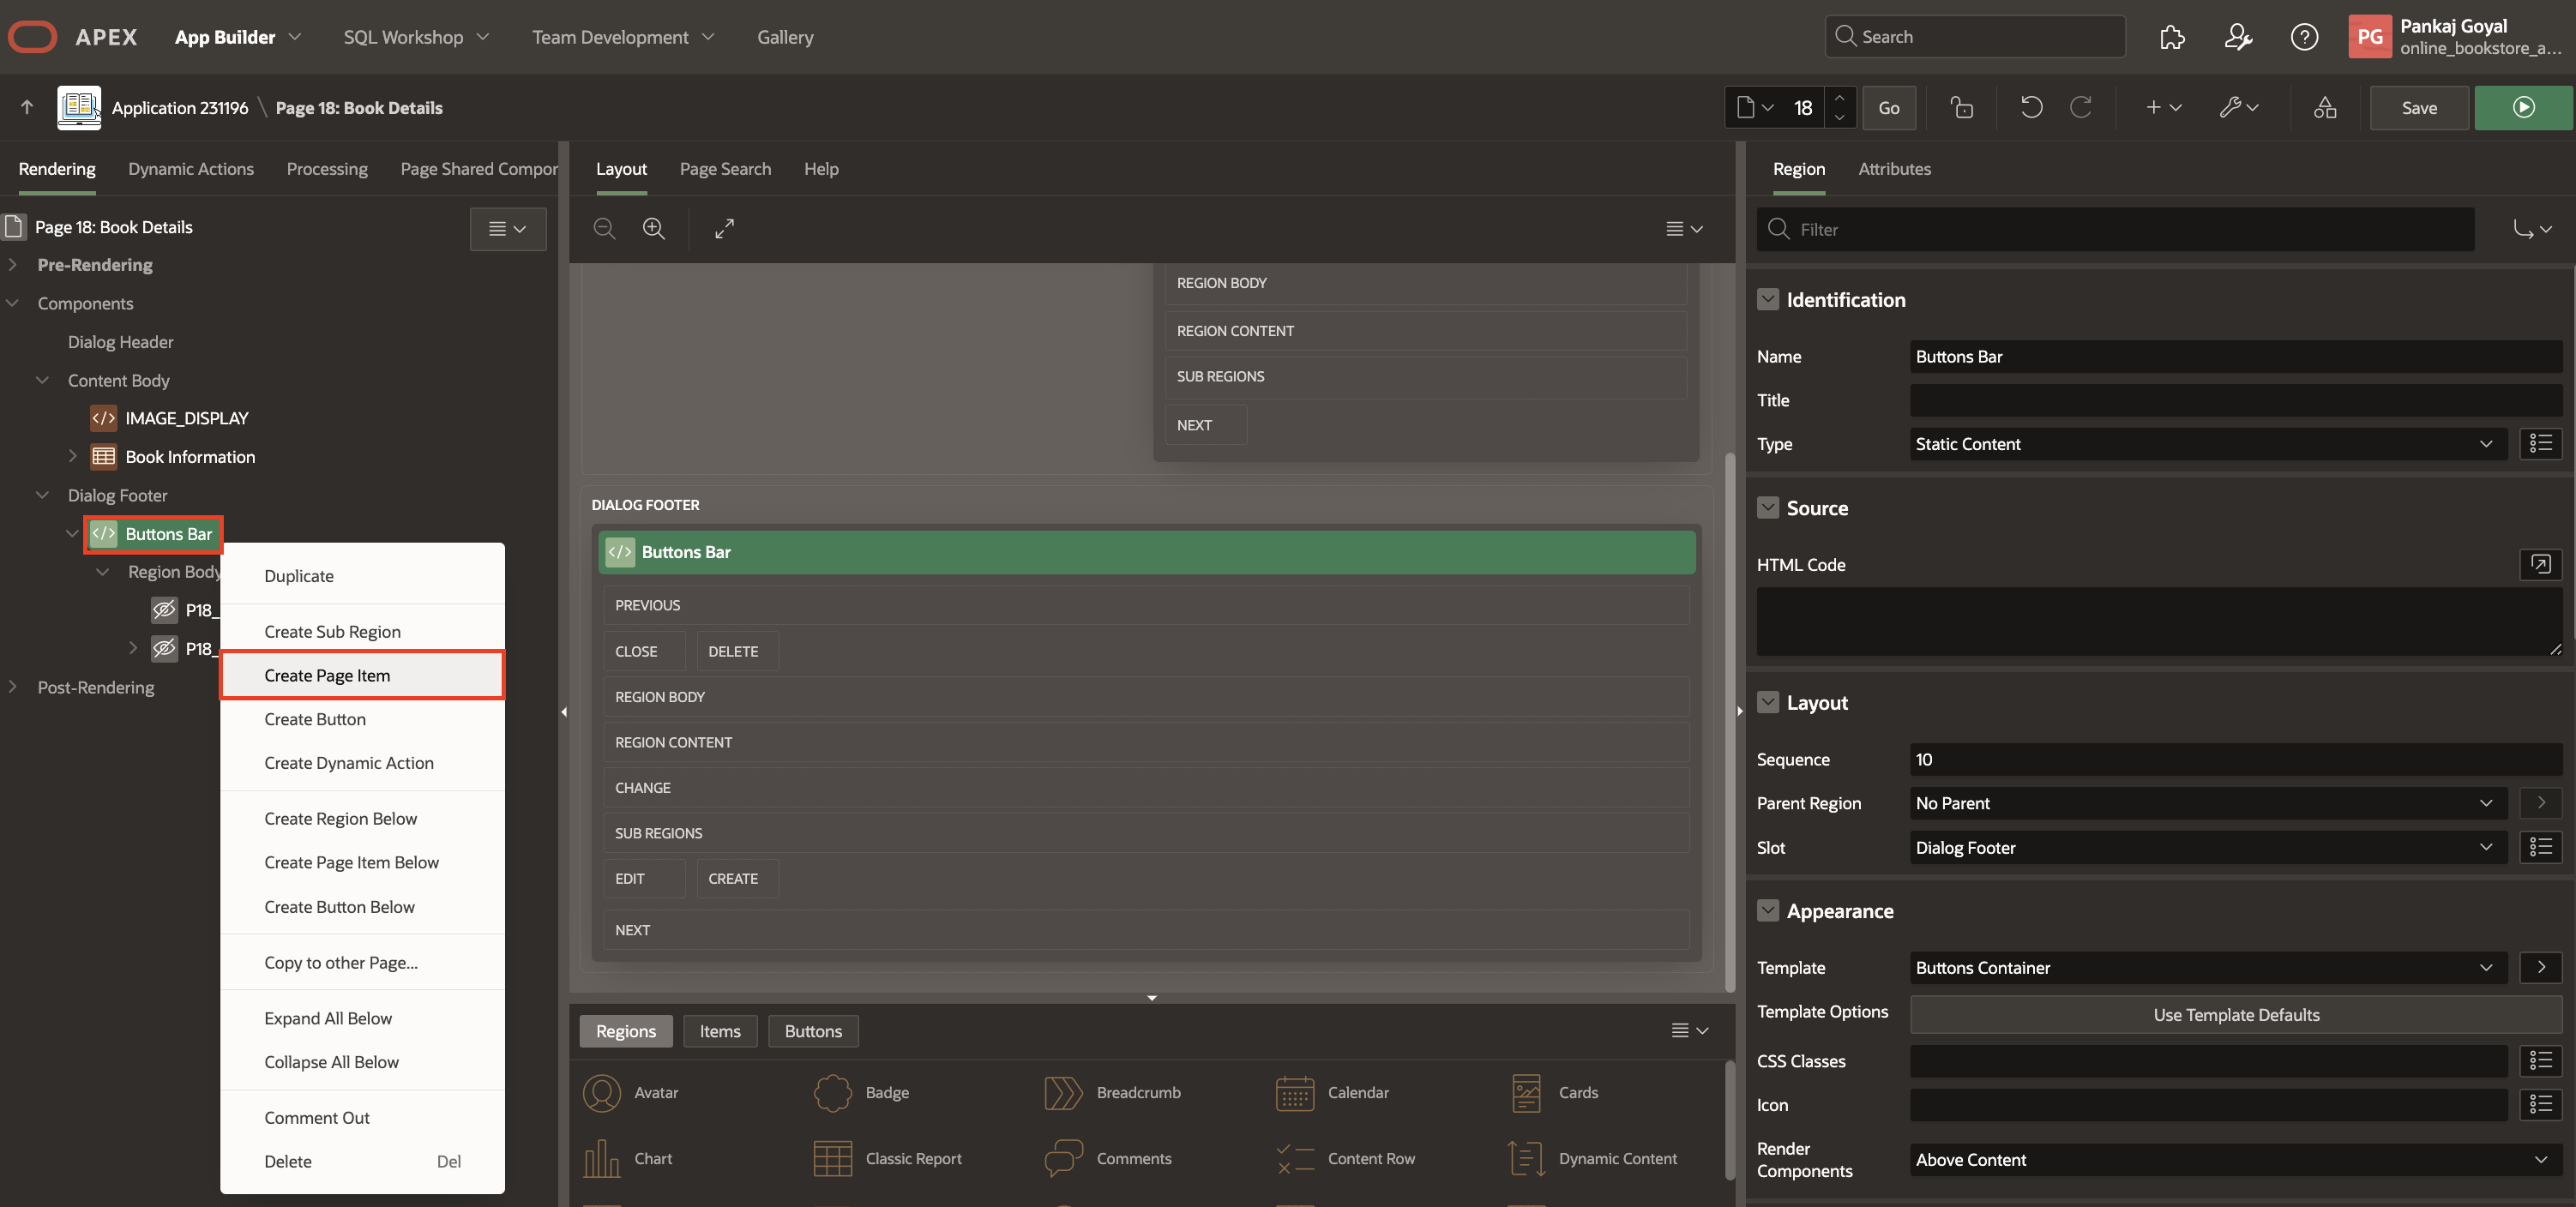 APEX
App Builder
SQL Workshop
Team Development
Gallery
Search
PG
Pankaj Goyal
online_bookstore_a...
Application 231196 \ Page 18: Book Details
18
Go
Save
Rendering
Dynamic Actions
Processing
Page Shared Compor
Page 18: Book Details
Pre-Rendering
Components
Dialog Header
Content Body
IMAGE_DISPLAY
Book Information
Dialog Footer
Buttons Bar
Region Body
P18_
P18_
Post-Rendering
Duplicate
Create Sub Region
Create Page Item
Create Button
Create Dynamic Action
Create Region Below
Create Page Item Below
Create Button Below
Copy to other Page...
Expand All Below
Collapse All Below
Comment Out
Delete Del
Layout
Page Search
Help
REGION BODY
REGION CONTENT
SUB REGIONS
NEXT
DIALOG FOOTER
Buttons Bar
PREVIOUS
CLOSE DELETE
REGION BODY
REGION CONTENT
CHANGE
SUB REGIONS
EDIT CREATE
NEXT
Regions Items Buttons
Avatar Badge Breadcrumb Calendar Cards
Chart Classic Report Comments Content Row Dynamic Content
Region
Attributes
Filter
Identification
Name Buttons Bar
Title
Type Static Content
Source
HTML Code
Layout
Sequence 10
Parent Region No Parent
Slot Dialog Footer
Appearance
Template Buttons Container
Template Options Use Template Defaults
CSS Classes
Icon
Render
Components Above Content